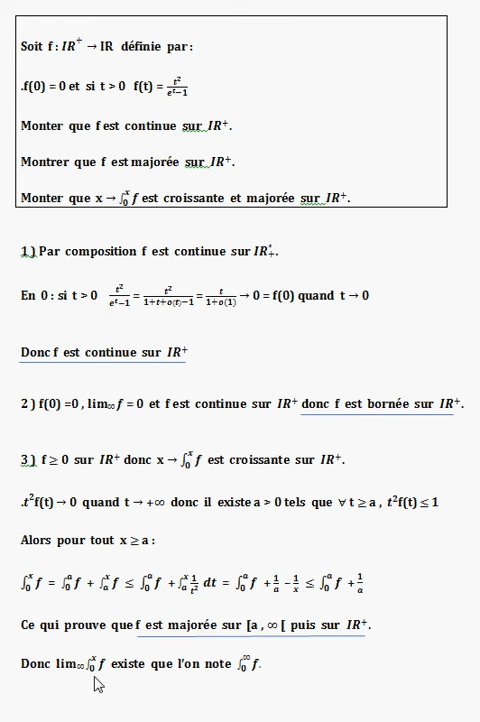 Soit f : IR⁺ → IR définie par :
.f(0) = 0 et si t > 0 f(t) = t²/(eᵗ−1)
Monter que f est continue sur IR⁺.
Montrer que f est majorée sur IR⁺.
Monter que x → ∫₀ˣ f est croissante et majorée sur IR⁺.
1) Par composition f est continue sur IR₊*.
En 0 : si t > 0 t²/(eᵗ−1) = t²/(1+t+o(t)−1) = t/(1+o(1)) → 0 = f(0) quand t → 0
Donc f est continue sur IR⁺
2 ) f(0) =0 , lim∞ f = 0 et f est continue sur IR⁺ donc f est bornée sur IR⁺.
3 ) f ≥ 0 sur IR⁺ donc x → ∫₀ˣ f est croissante sur IR⁺.
.t²f(t) → 0 quand t → +∞ donc il existe a > 0 tels que ∀ t ≥ a , t²f(t) ≤ 1
Alors pour tout x ≥ a :
∫₀ˣ f = ∫₀ᵃ f + ∫ₐˣ f ≤ ∫₀ᵃ f + ∫ₐˣ 1/t² dt = ∫₀ᵃ f + 1/a − 1/x ≤ ∫₀ᵃ f + 1/a
Ce qui prouve que f est majorée sur [a , ∞ [ puis sur IR⁺.
Donc lim∞ ∫₀ˣ f existe que l'on note ∫₀^∞ f.